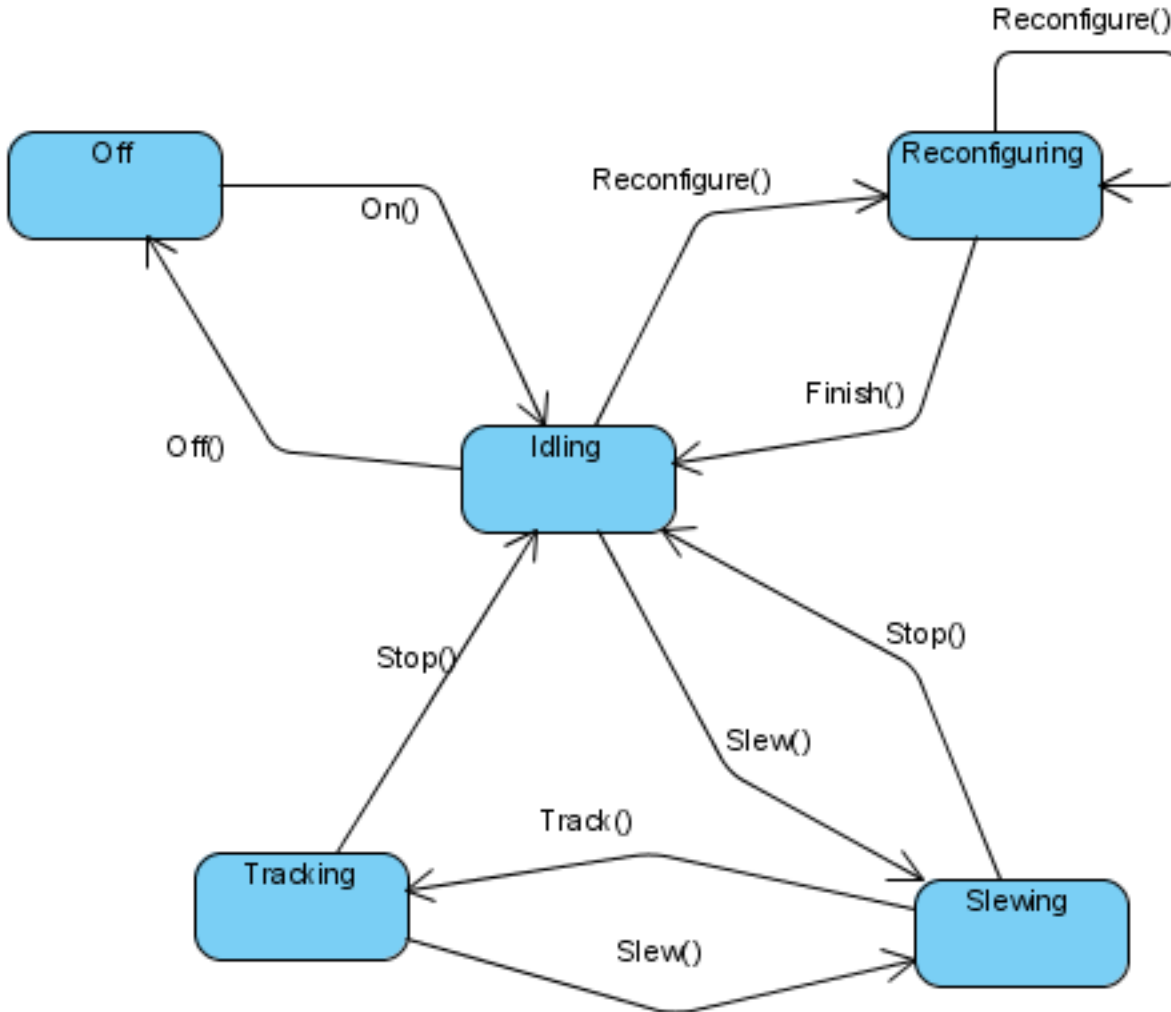 Reconfigure()
Off
Reconfiguring
Reconfigure()
On()
Finish()
Off()
Idling
Stop()
Stop()
Slew()
Track()
Tracking
Slewing
Slew()